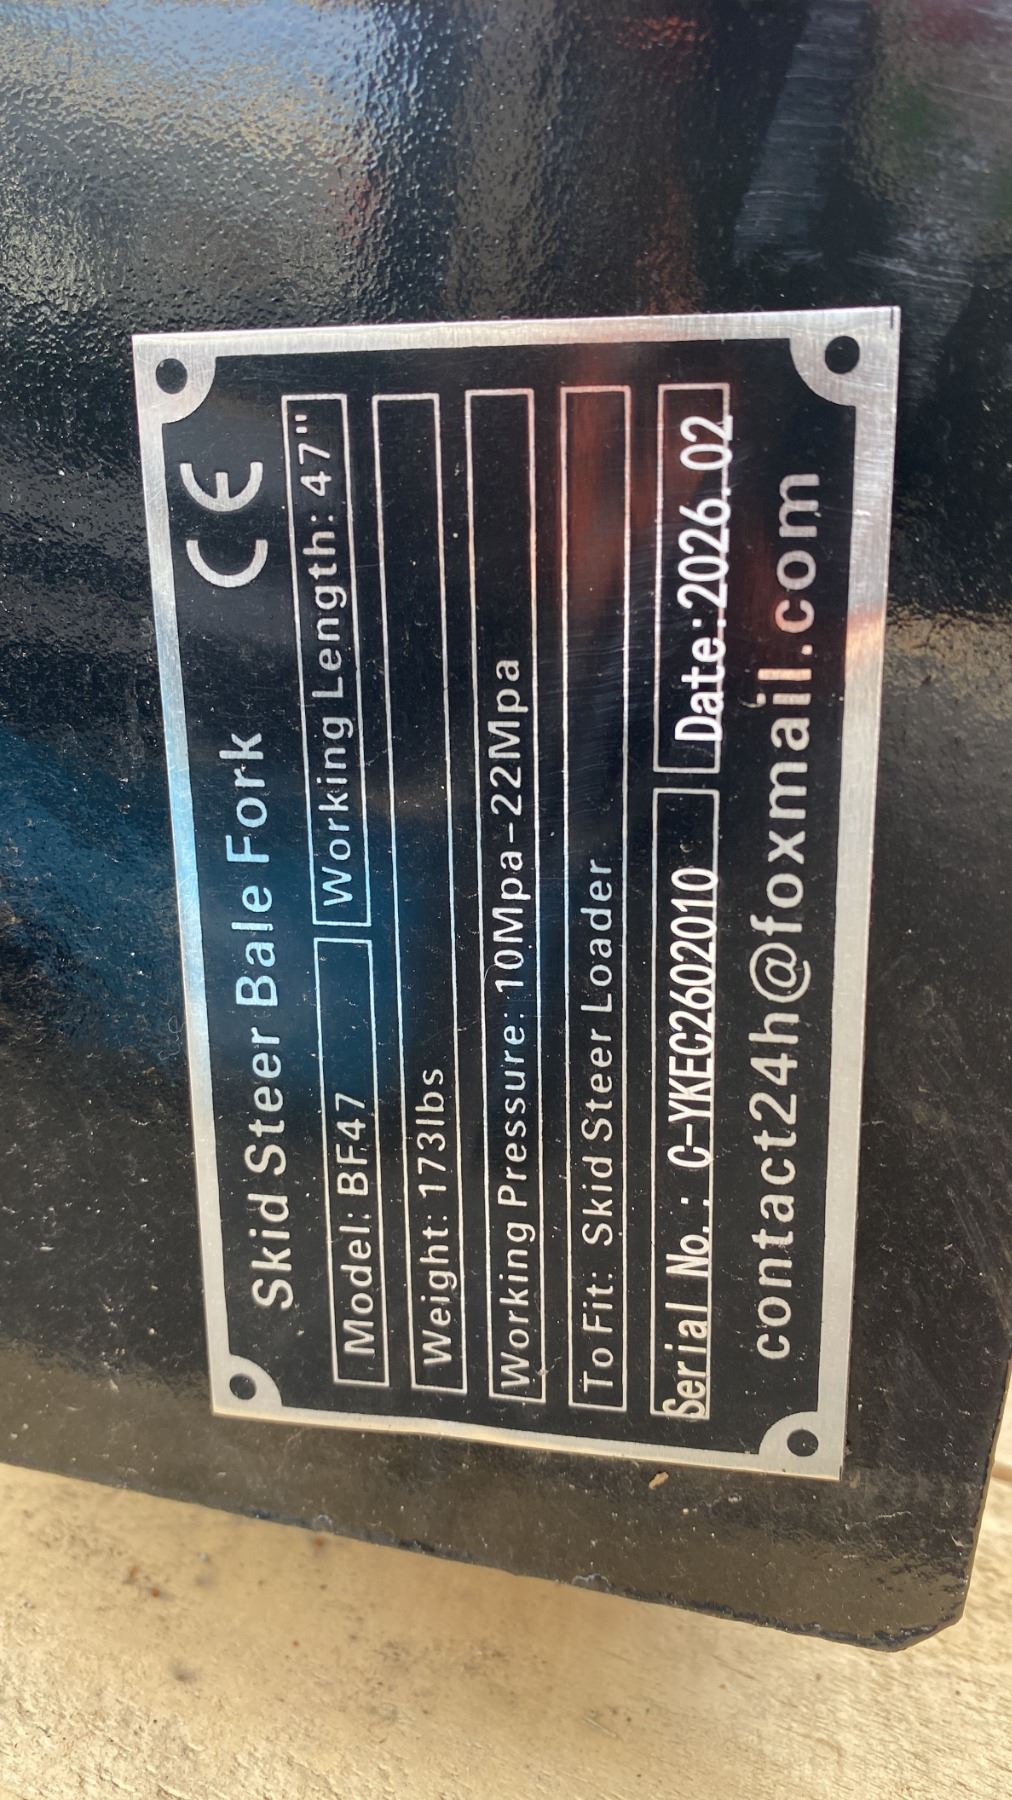 Skid Steer Bale Fork CE
Model: BF47 Working Length: 47"
Weight: 173lbs
Working Pressure: 10Mpa-22Mpa
To Fit: Skid Steer Loader
Serial No.: C-YKEC2602010 Date:2026.02
contact24h@foxmail.com